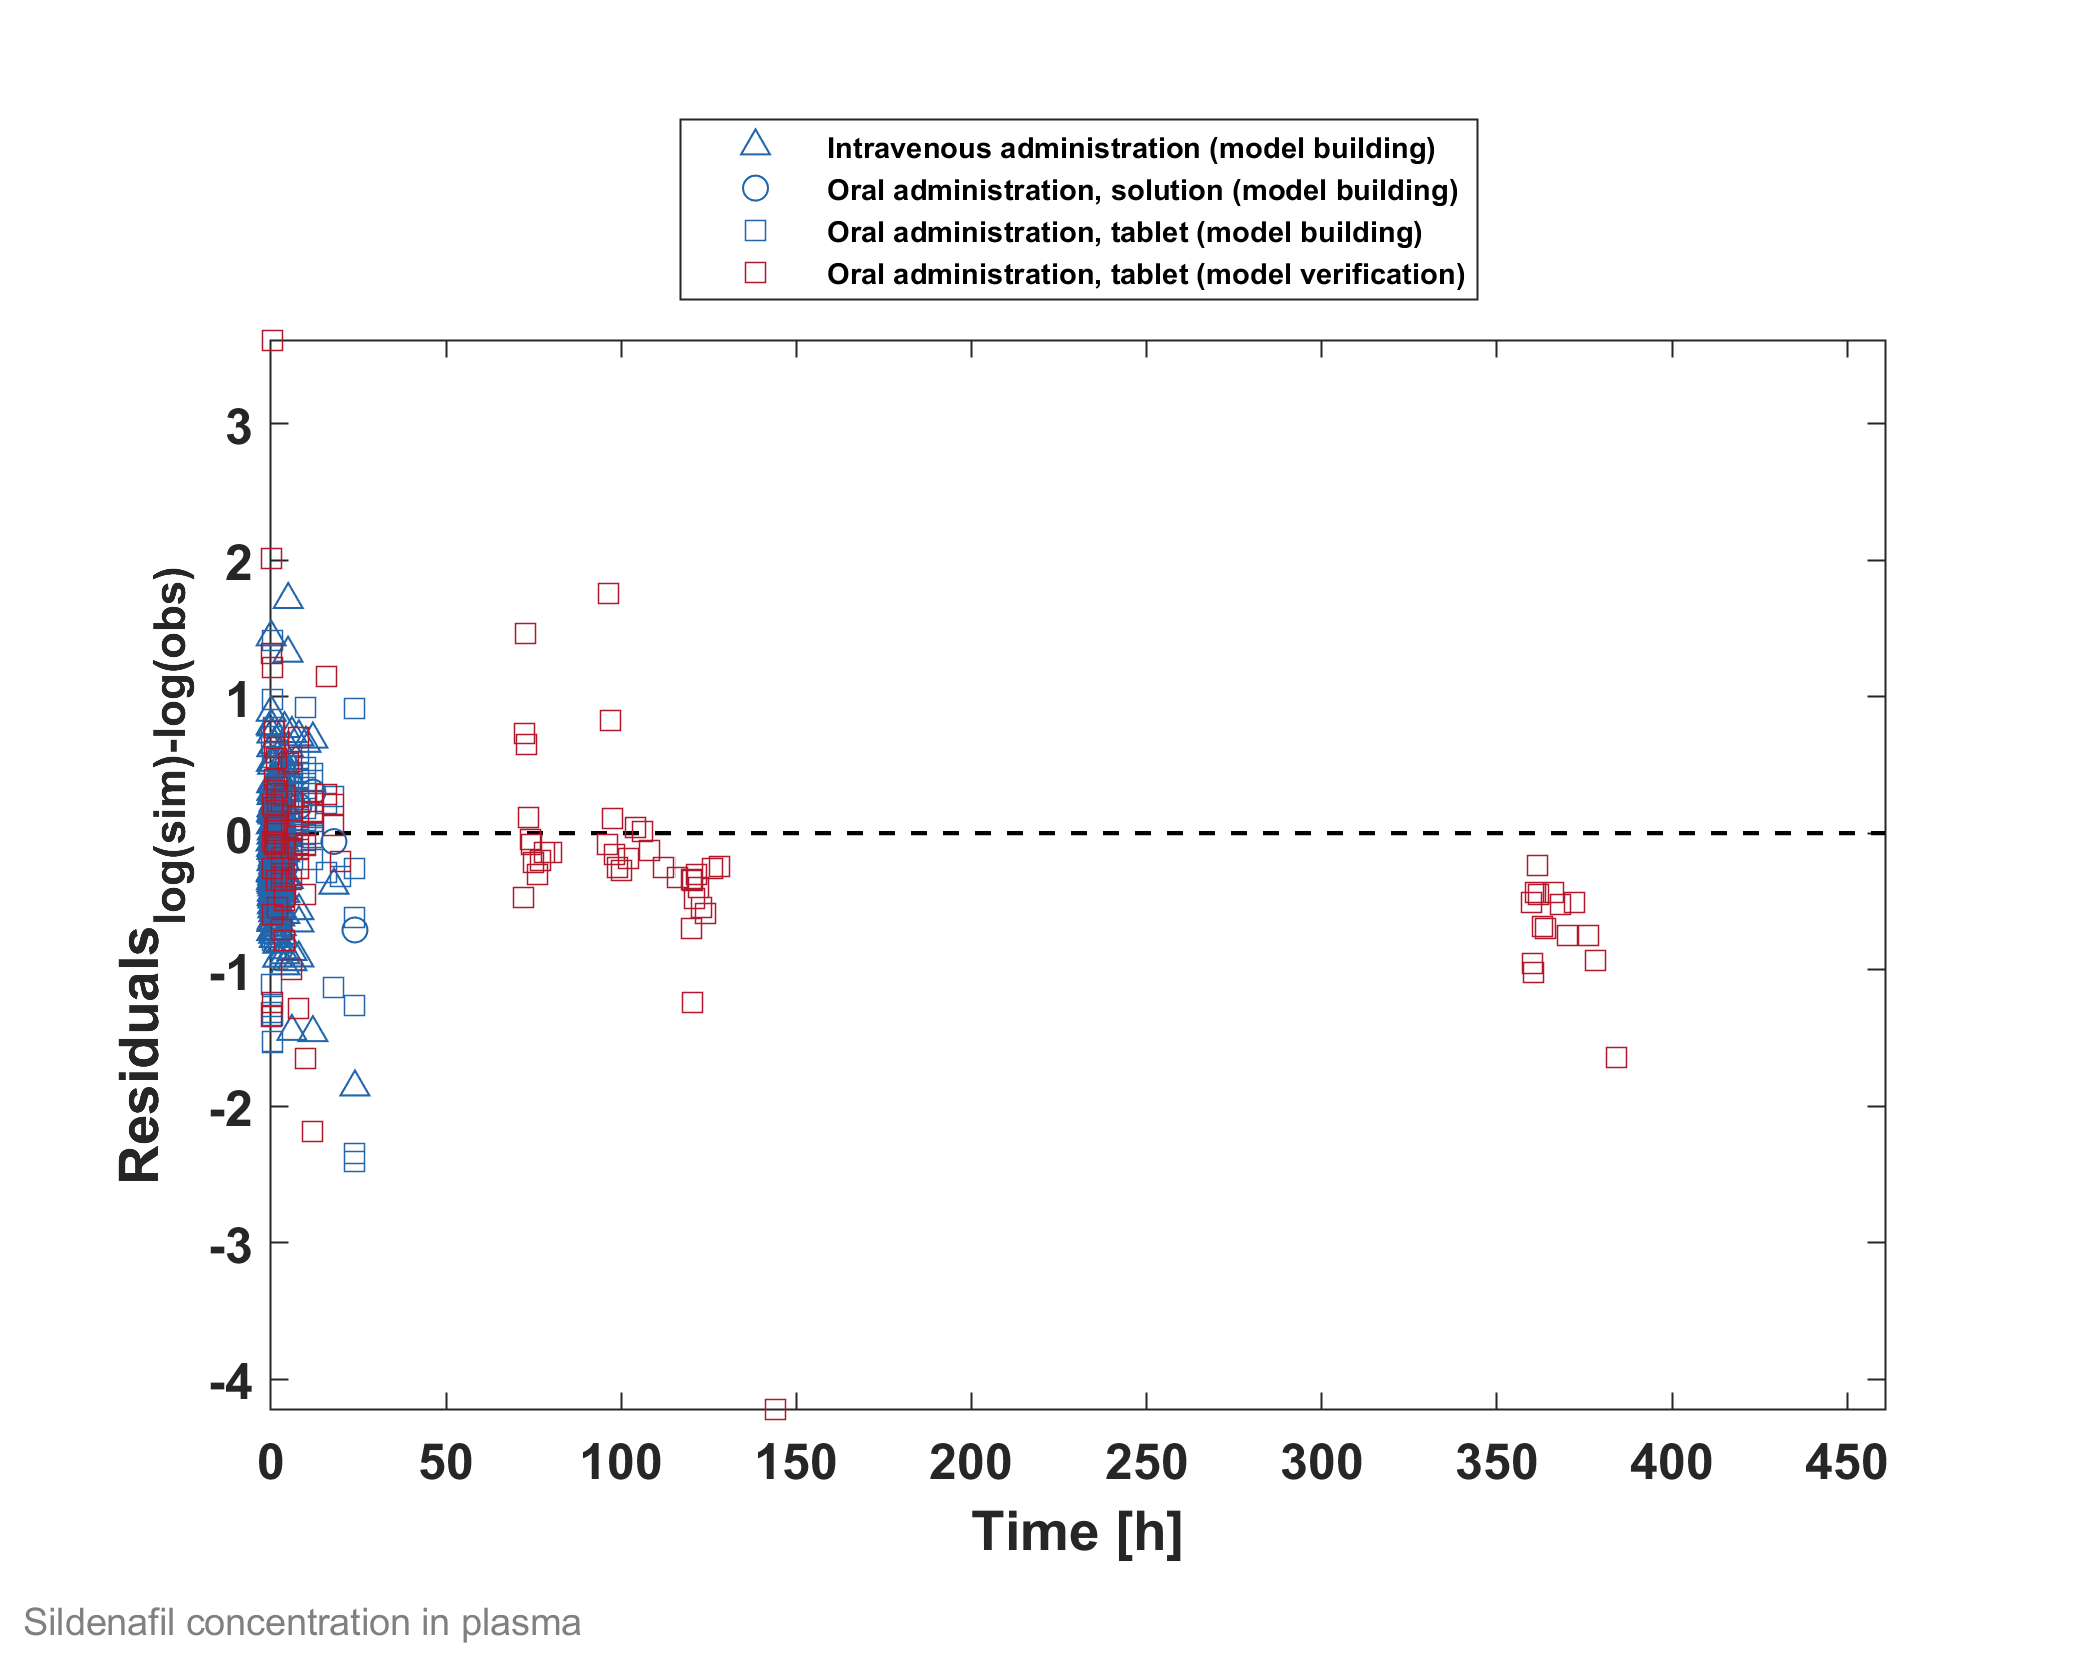 Intravenous administration (model building)
Oral administration, solution (model building)
Oral administration, tablet (model building)
Oral administration, tablet (model verification)
3
2
1
0
-1
-2
-3
-4
Residuals log(sim)-log(obs)
0 50 100 150 200 250 300 350 400 450
Time [h]
Sildenafil concentration in plasma